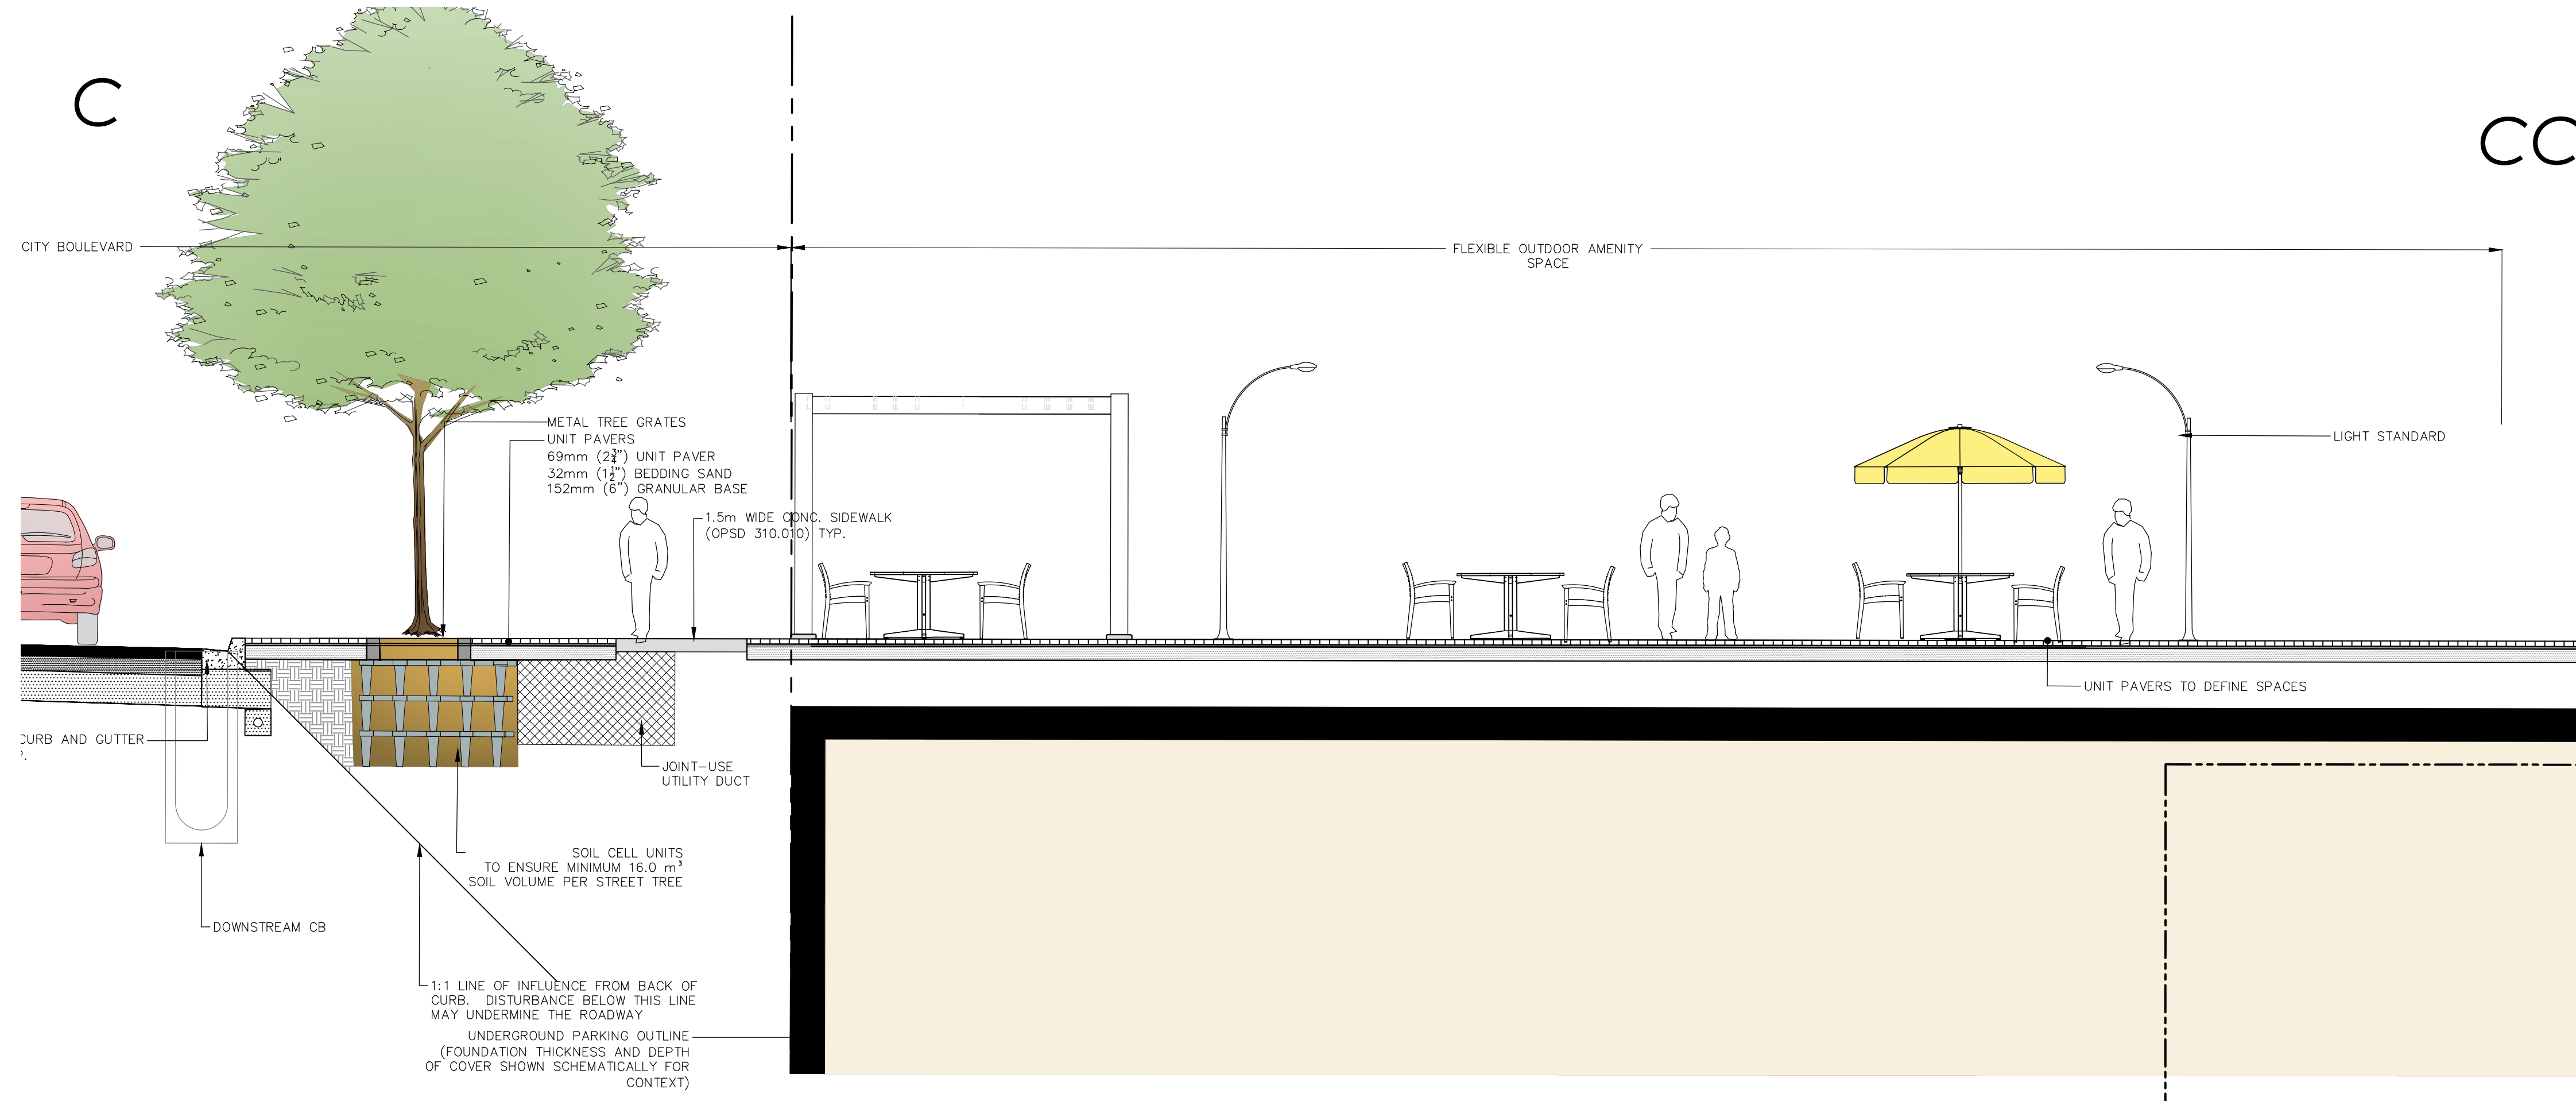 C
CC
CITY BOULEVARD
FLEXIBLE OUTDOOR AMENITY
SPACE
METAL TREE GRATES
UNIT PAVERS
69mm (2¾") UNIT PAVER
32mm (1½") BEDDING SAND
152mm (6") GRANULAR BASE
1.5m WIDE CONC. SIDEWALK
(OPSD 310.010) TYP.
LIGHT STANDARD
UNIT PAVERS TO DEFINE SPACES
CURB AND GUTTER
P.
JOINT-USE
UTILITY DUCT
SOIL CELL UNITS
TO ENSURE MINIMUM 16.0 m³
SOIL VOLUME PER STREET TREE
DOWNSTREAM CB
1:1 LINE OF INFLUENCE FROM BACK OF
CURB. DISTURBANCE BELOW THIS LINE
MAY UNDERMINE THE ROADWAY
UNDERGROUND PARKING OUTLINE
(FOUNDATION THICKNESS AND DEPTH
OF COVER SHOWN SCHEMATICALLY FOR
CONTEXT)